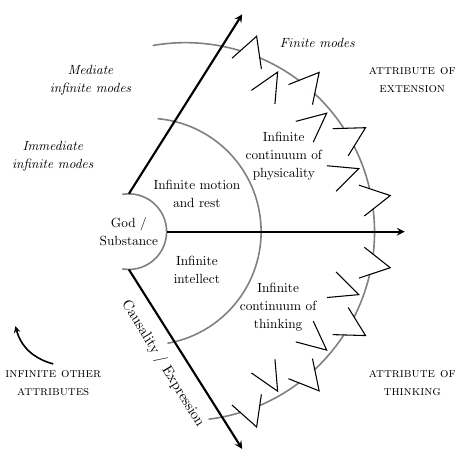 Finite modes
Mediate
infinite modes
ATTRIBUTE OF
EXTENSION
Immediate
infinite modes
Infinite
continuum of
physicality
Infinite motion
and rest
God /
Substance
Infinite
intellect
Infinite
continuum of
thinking
Causality / Expression
INFINITE OTHER
ATTRIBUTES
ATTRIBUTE OF
THINKING